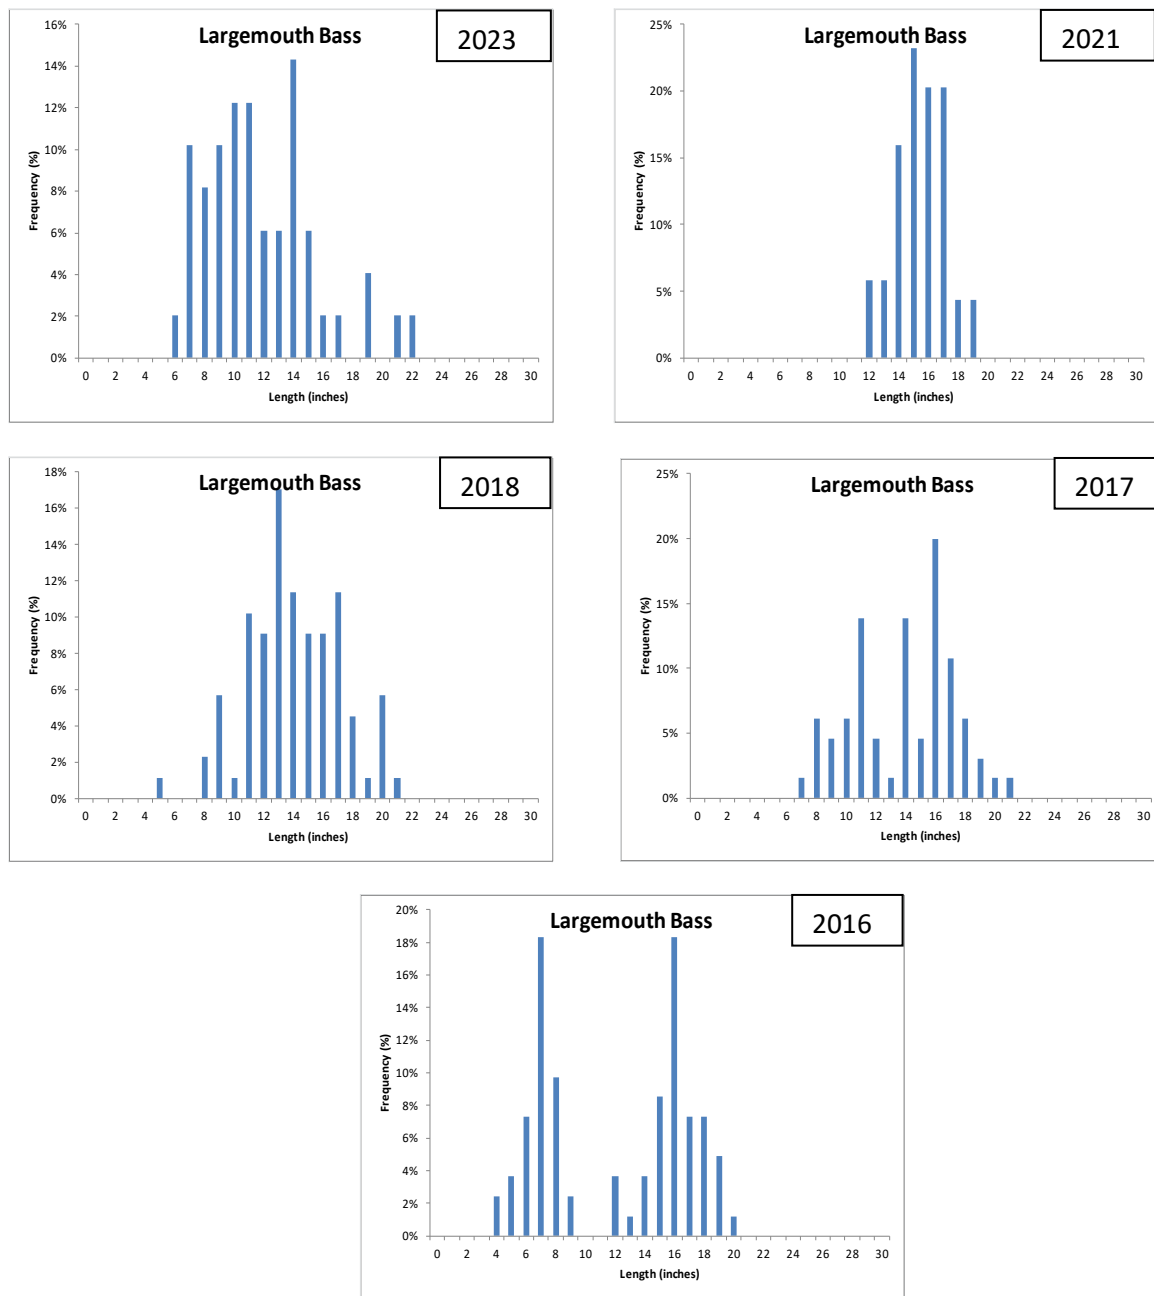 Largemouth Bass
2023
Frequency (%)
16%
14%
12%
10%
8%
6%
4%
2%
0%
0 2 4 6 8 10 12 14 16 18 20 22 24 26 28 30
Length (inches)
Largemouth Bass
2021
Frequency (%)
25%
20%
15%
10%
5%
0%
0 2 4 6 8 10 12 14 16 18 20 22 24 26 28 30
Length (inches)
Largemouth Bass
2018
Frequency (%)
18%
16%
14%
12%
10%
8%
6%
4%
2%
0%
0 2 4 6 8 10 12 14 16 18 20 22 24 26 28 30
Length (inches)
Largemouth Bass
2017
Frequency (%)
25%
20%
15%
10%
5%
0%
0 2 4 6 8 10 12 14 16 18 20 22 24 26 28 30
Length (inches)
Largemouth Bass
2016
Frequency (%)
20%
18%
16%
14%
12%
10%
8%
6%
4%
2%
0%
0 2 4 6 8 10 12 14 16 18 20 22 24 26 28 30
Length (inches)